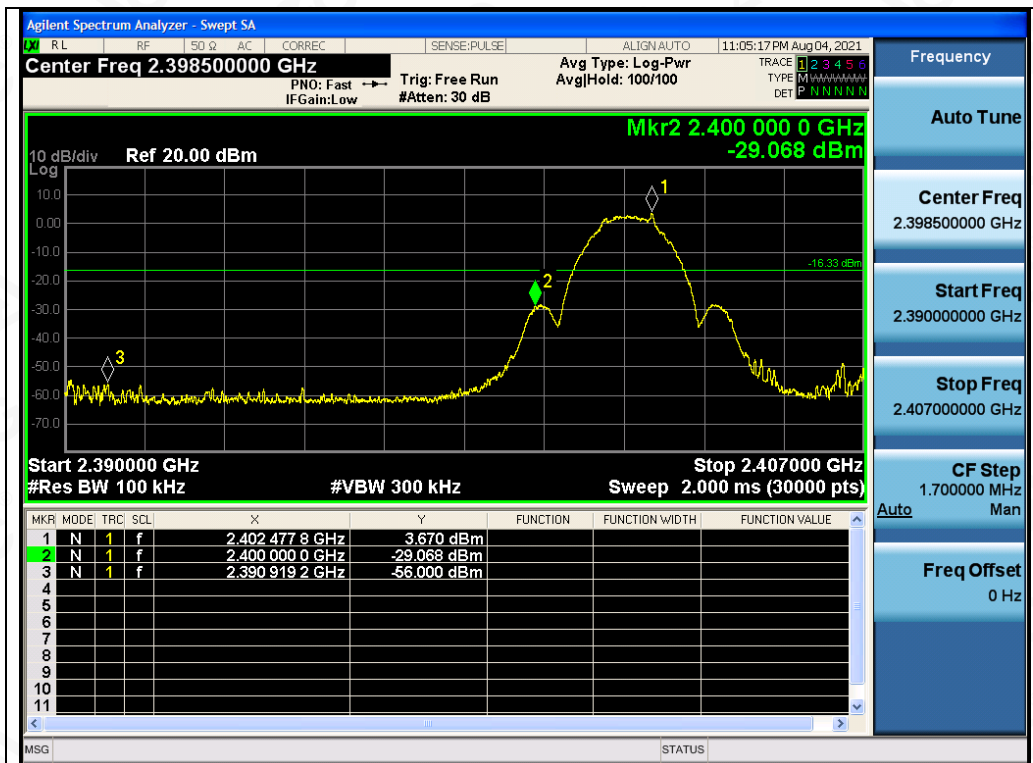 Agilent Spectrum Analyzer - Swept SA
LXI RL RF 50 Ω AC CORREC SENSE:PULSE ALIGN AUTO 11:05:17 PM Aug 04, 2021
Center Freq 2.398500000 GHz
PNO: Fast
IFGain:Low
Trig: Free Run
#Atten: 30 dB
Avg Type: Log-Pwr
Avg|Hold: 100/100
TRACE 1 2 3 4 5 6
TYPE M WWWWW
DET P N N N N N
Mkr2 2.400 000 0 GHz
-29.068 dBm
10 dB/div Ref 20.00 dBm
Log
10.0
0.00
-10.0
-20.0
-30.0
-40.0
-50.0
-60.0
-70.0
1
-16.33 dBm
2
3
Start 2.390000 GHz Stop 2.407000 GHz
#Res BW 100 kHz #VBW 300 kHz Sweep 2.000 ms (30000 pts)
MKR MODE TRC SCL X Y FUNCTION FUNCTION WIDTH FUNCTION VALUE
1 N 1 f 2.402 477 8 GHz 3.670 dBm
2 N 1 f 2.400 000 0 GHz -29.068 dBm
3 N 1 f 2.390 919 2 GHz -56.000 dBm
4
5
6
7
8
9
10
11
MSG STATUS
Frequency
Auto Tune
Center Freq
2.398500000 GHz
Start Freq
2.390000000 GHz
Stop Freq
2.407000000 GHz
CF Step
1.700000 MHz
Auto Man
Freq Offset
0 Hz